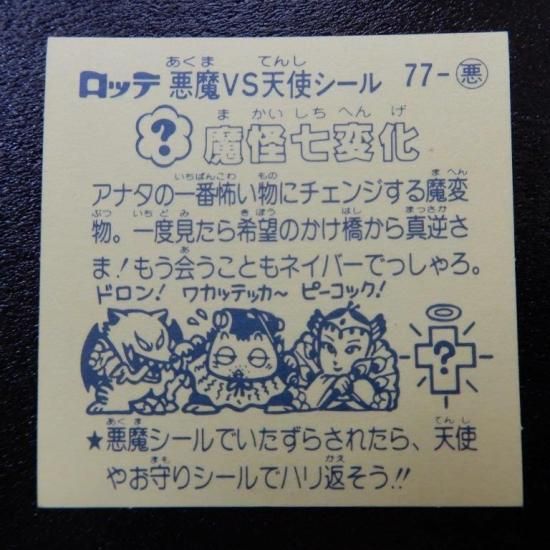 あくま てんし
ロッテ 悪魔VS天使シール 77-悪
ま かい しち へん げ
? 魔怪七変化
いちばんこわ もの まへん
アナタの一番怖い物にチェンジする魔変
ぶつ いちどみ きぼう はし まっさか
物。一度見たら希望のかけ橋から真逆さ
あ
ま!もう会うこともネイバーでっしゃろ。
ドロン! ワカッテッカ〜 ピーコック!
?
あくま てんし
★悪魔シールでいたずらされたら、天使
まも かえ
やお守りシールでハリ返そう!!